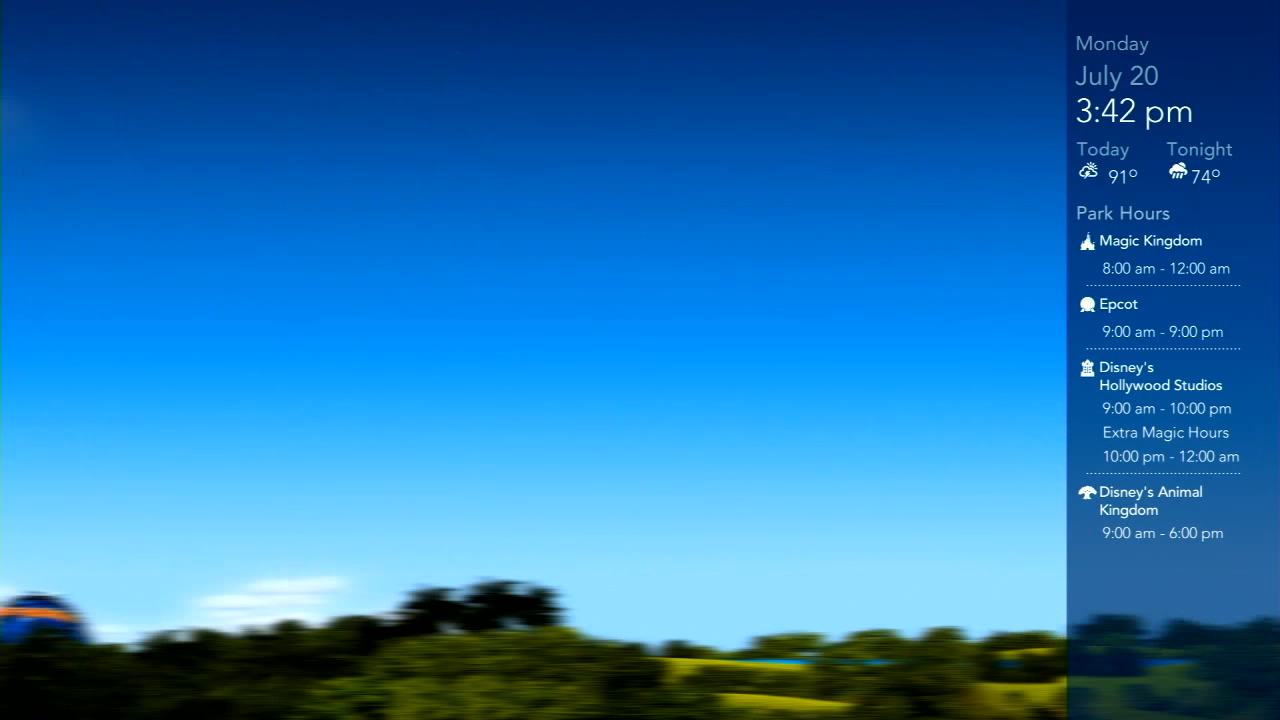 Monday
July 20
3:42 pm
Today Tonight
91° 74°
Park Hours
Magic Kingdom
8:00 am - 12:00 am
Epcot
9:00 am - 9:00 pm
Disney's
Hollywood Studios
9:00 am - 10:00 pm
Extra Magic Hours
10:00 pm - 12:00 am
Disney's Animal
Kingdom
9:00 am - 6:00 pm